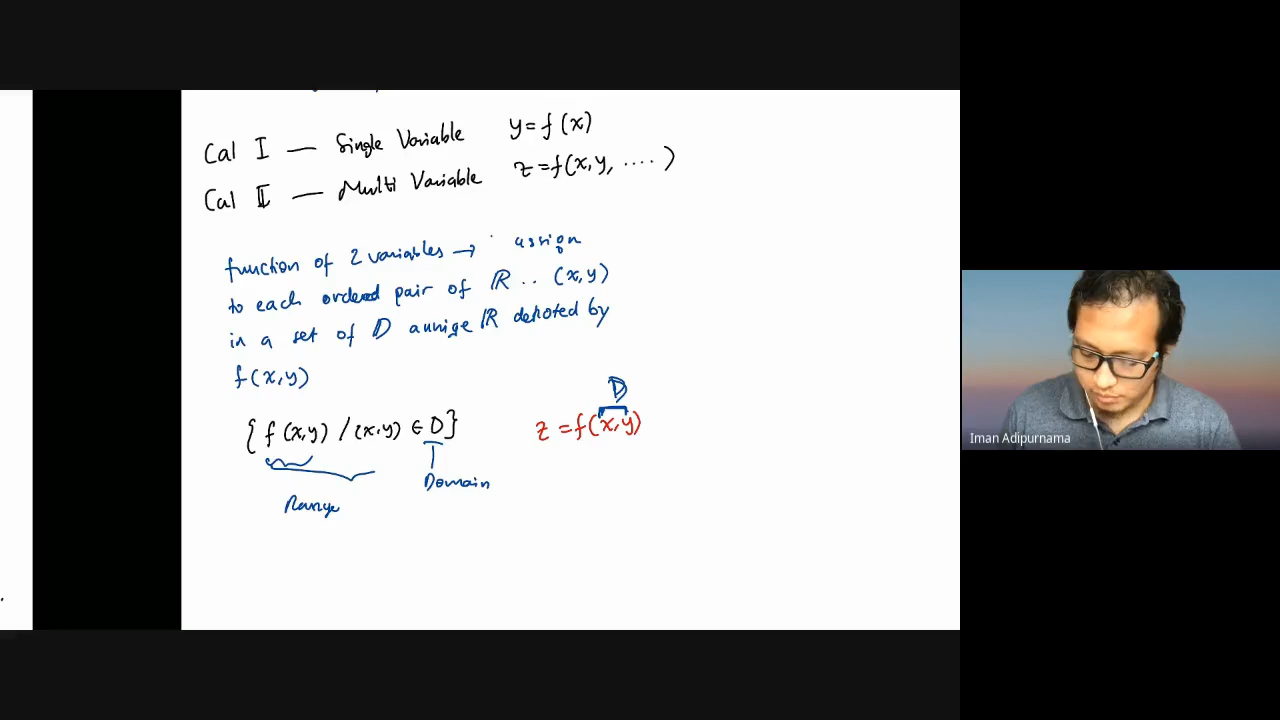 Cal I — Single Variable y=f(x)
Cal II — Multi Variable z=f(x,y, ....)
function of 2 variables → assign
to each ordered pair of ℝ .. (x,y)
in a set of D a ℝ denoted by
f(x,y)
D
{f(x,y) / (x,y) ∈ D} z = f(x,y)
Domain
Range
Iman Adipurnama